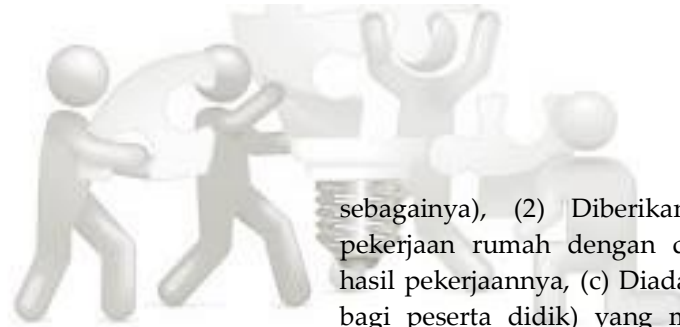 sebagainya), (2) Diberikan
pekerjaan rumah dengan
hasil pekerjaannya, (c)
bagi peserta didik) yang